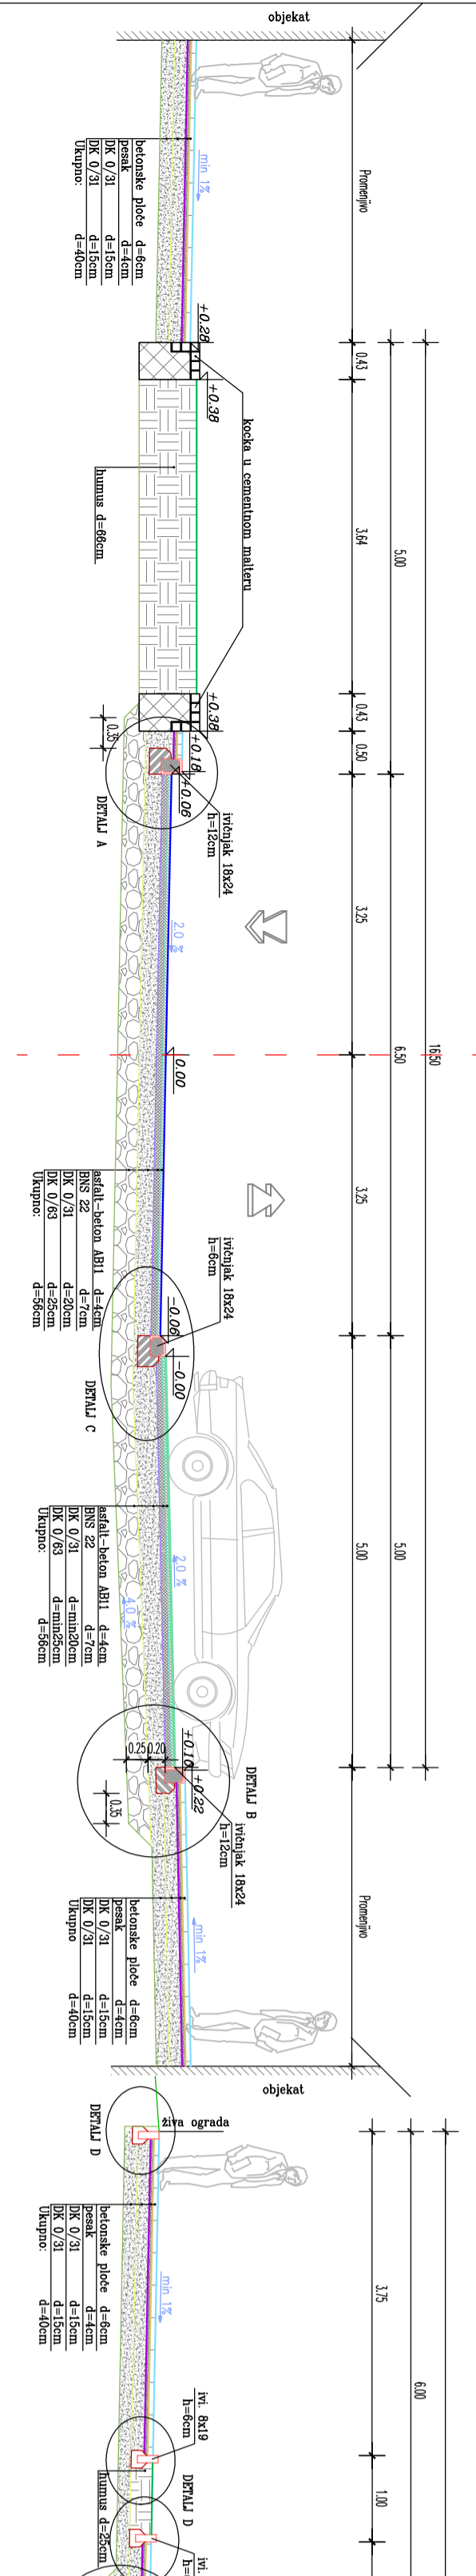 objekat
Promenljivo
min 1%
betonske ploče d=6cm
pesak d=4cm
DK 0/31 d=15cm
DK 0/31 d=15cm
Ukupno: d=40cm
+0.28
+0.38
0.43
kocka u cementnom malteru
3.64
5.00
humus d=66cm
+0.38
0.43
+0.18
+0.06
0.50
0.35
DETALJ A
ivičnjak 18x24
h=12cm
3.25
2.0 %
0.00
6.50
16.50
3.25
asfalt-beton AB11 d=4cm
BNS 22 d=7cm
DK 0/31 d=20cm
DK 0/63 d=25cm
Ukupno: d=56cm
ivičnjak 18x24
h=6cm
-0.06
-0.00
DETALJ C
5.00
5.00
asfalt-beton AB11 d=4cm
BNS 22 d=7cm
DK 0/31 d=min20cm
DK 0/63 d=min25cm
Ukupno: d=56cm
2.0 %
4.0 %
+0.10
+0.22
0.25
0.20
0.35
DETALJ B
ivičnjak 18x24
h=12cm
Promenljivo
min 1%
betonske ploče d=6cm
pesak d=4cm
DK 0/31 d=15cm
DK 0/31 d=15cm
Ukupno d=40cm
objekat
živa ograda
DETALJ D
betonske ploče d=6cm
pesak d=4cm
DK 0/31 d=15cm
DK 0/31 d=15cm
Ukupno: d=40cm
min 1%
3.75
6.00
ivi. 8x19
h=6cm
DETALJ D
1.00
humus d=25cm
ivi.
h=